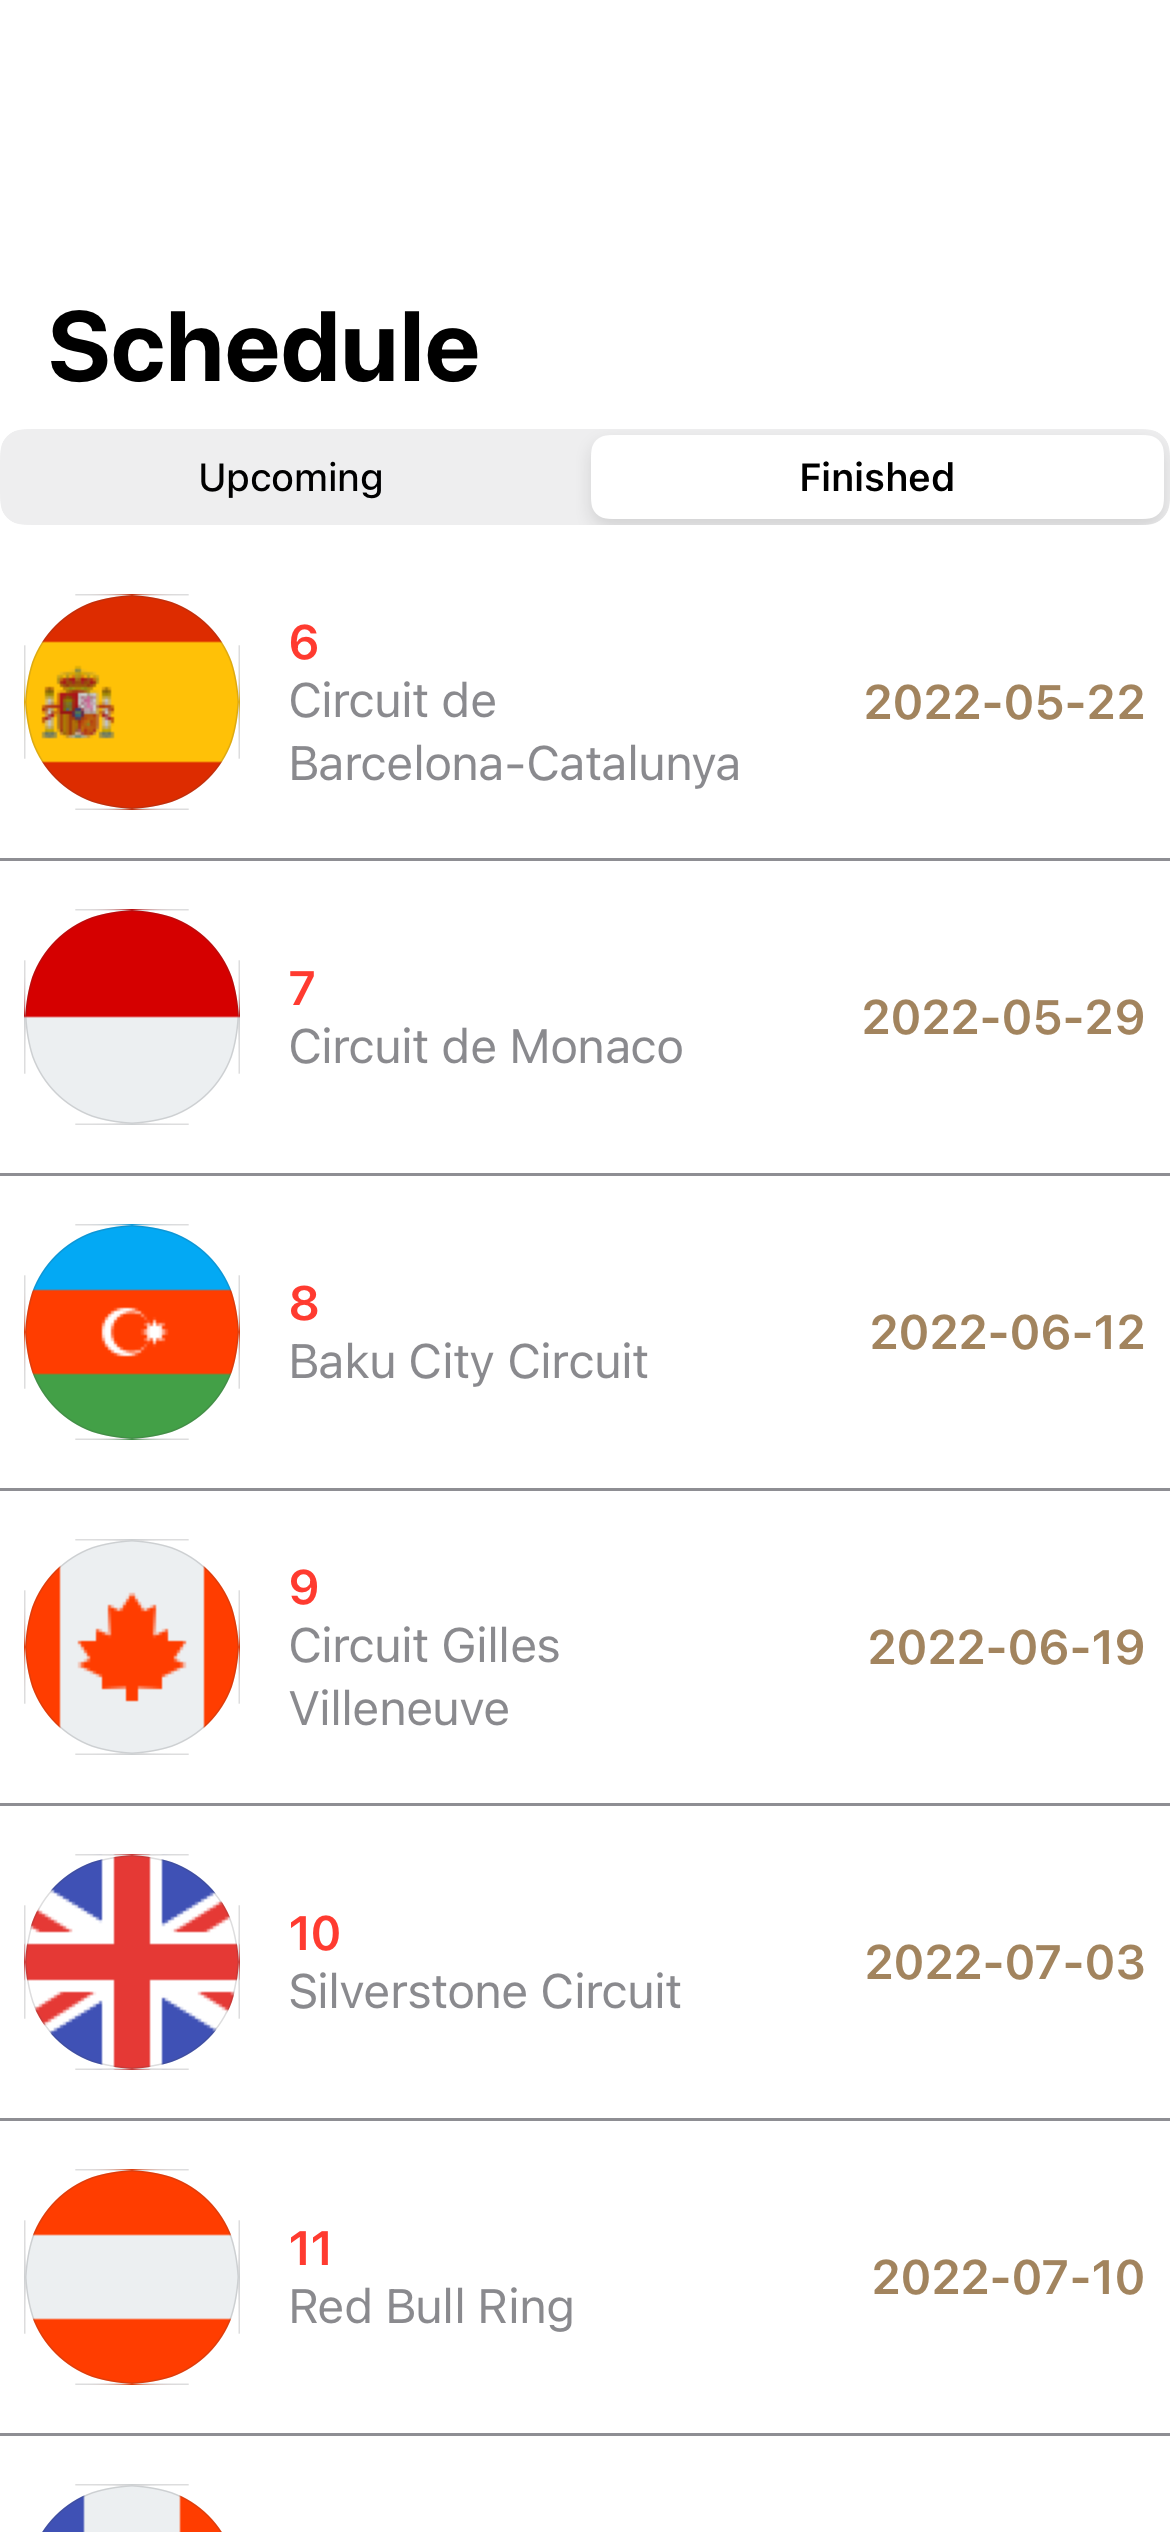 Schedule
Upcoming
Finished
6
Circuit de
Barcelona-Catalunya
2022-05-22
7
Circuit de Monaco
2022-05-29
8
Baku City Circuit
2022-06-12
9
Circuit Gilles
Villeneuve
2022-06-19
10
Silverstone Circuit
2022-07-03
11
Red Bull Ring
2022-07-10